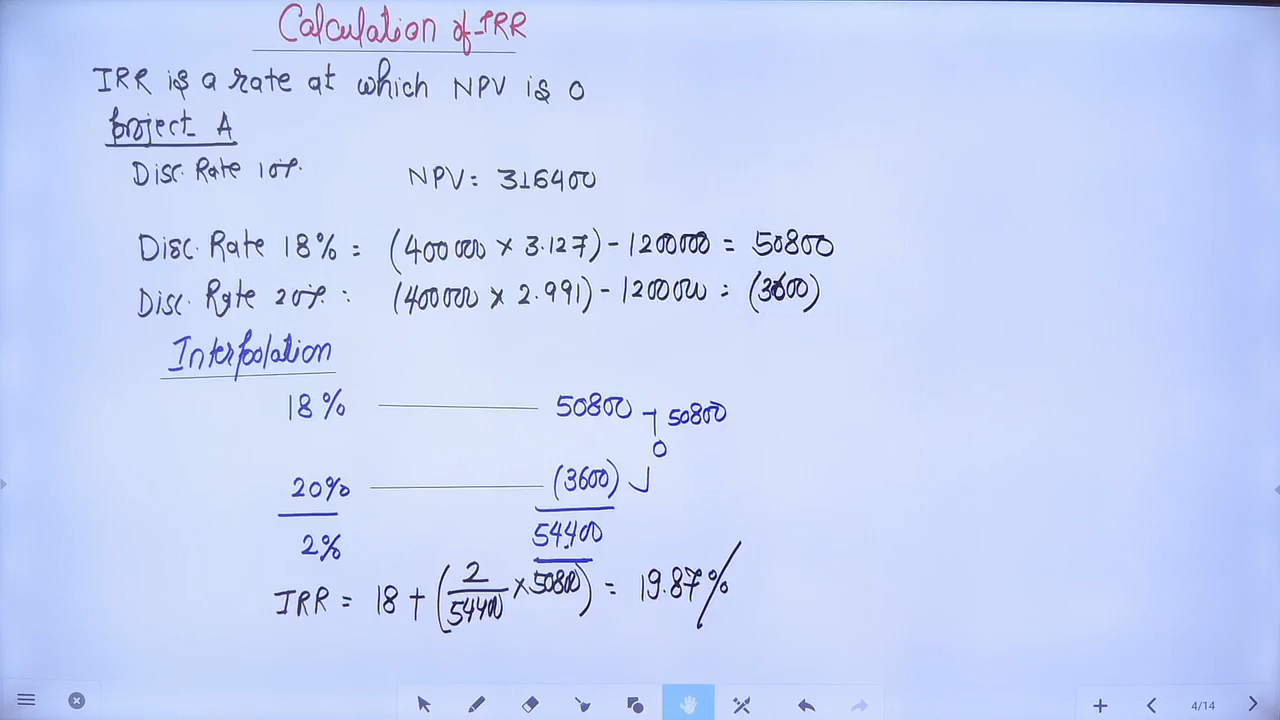 Calculation of IRR
IRR is a rate at which NPV is 0
Project A
Disc. Rate 10%. NPV = 316400
Disc. Rate 18% = (400000 × 3.127) - 1200000 = 50800
Disc. Rate 20% = (400000 × 2.991) - 1200000 = (3600)
Interpolation
18% 50800 50800
0
20% (3600)
2% 54400
IRR = 18 + (2/54400 × 50800) = 19.87%
4/14